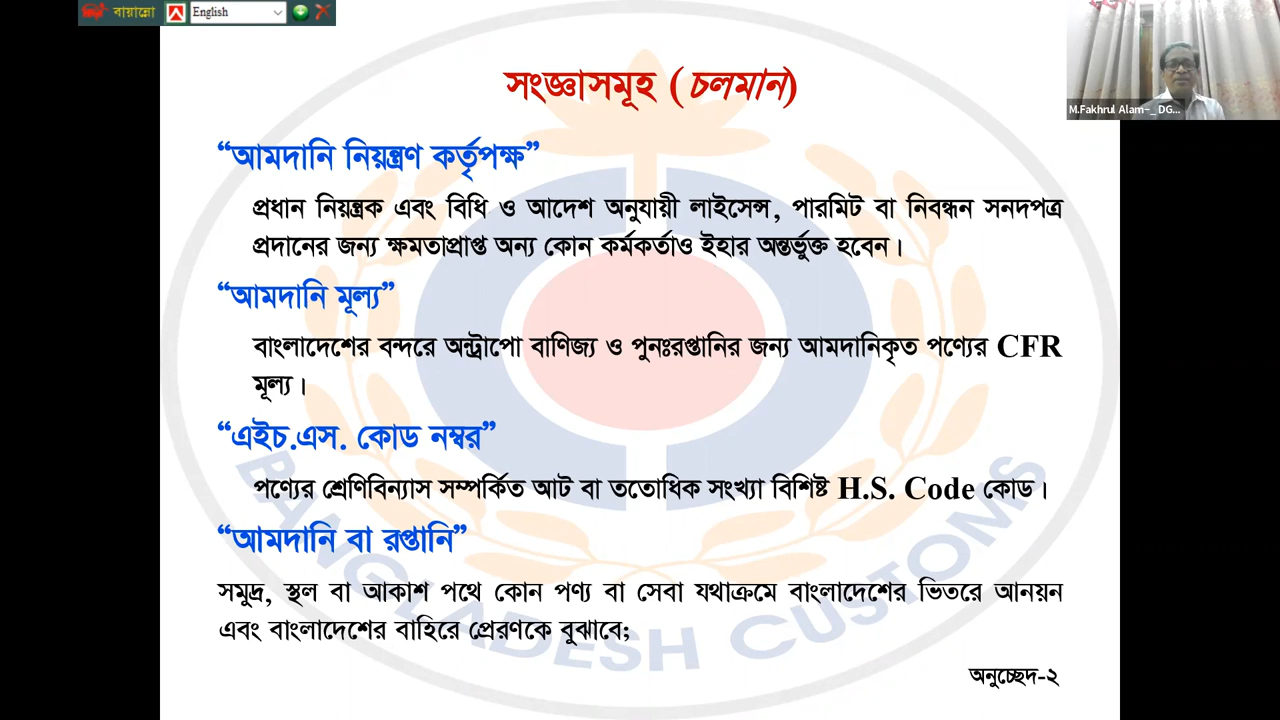 বায়ান্নো English
M.Fakhrul Alam-_ DG...
সংজ্ঞাসমূহ (চলমান)
“আমদানি নিয়ন্ত্রণ কর্তৃপক্ষ”
প্রধান নিয়ন্ত্রক এবং বিধি ও আদেশ অনুযায়ী লাইসেন্স, পারমিট বা নিবন্ধন সনদপত্র
প্রদানের জন্য ক্ষমতাপ্রাপ্ত অন্য কোন কর্মকর্তাও ইহার অন্তর্ভুক্ত হবেন।
“আমদানি মূল্য”
বাংলাদেশের বন্দরে অন্ট্রাপো বাণিজ্য ও পুনঃরপ্তানির জন্য আমদানিকৃত পণ্যের CFR
মূল্য।
“এইচ.এস. কোড নম্বর”
পণ্যের শ্রেণিবিন্যাস সম্পর্কিত আট বা ততোধিক সংখ্যা বিশিষ্ট H.S. Code কোড।
“আমদানি বা রপ্তানি”
সমুদ্র, স্থল বা আকাশ পথে কোন পণ্য বা সেবা যথাক্রমে বাংলাদেশের ভিতরে আনয়ন
এবং বাংলাদেশের বাহিরে প্রেরণকে বুঝাবে;
অনুচ্ছেদ-২
BANGLADESH CUSTOMS